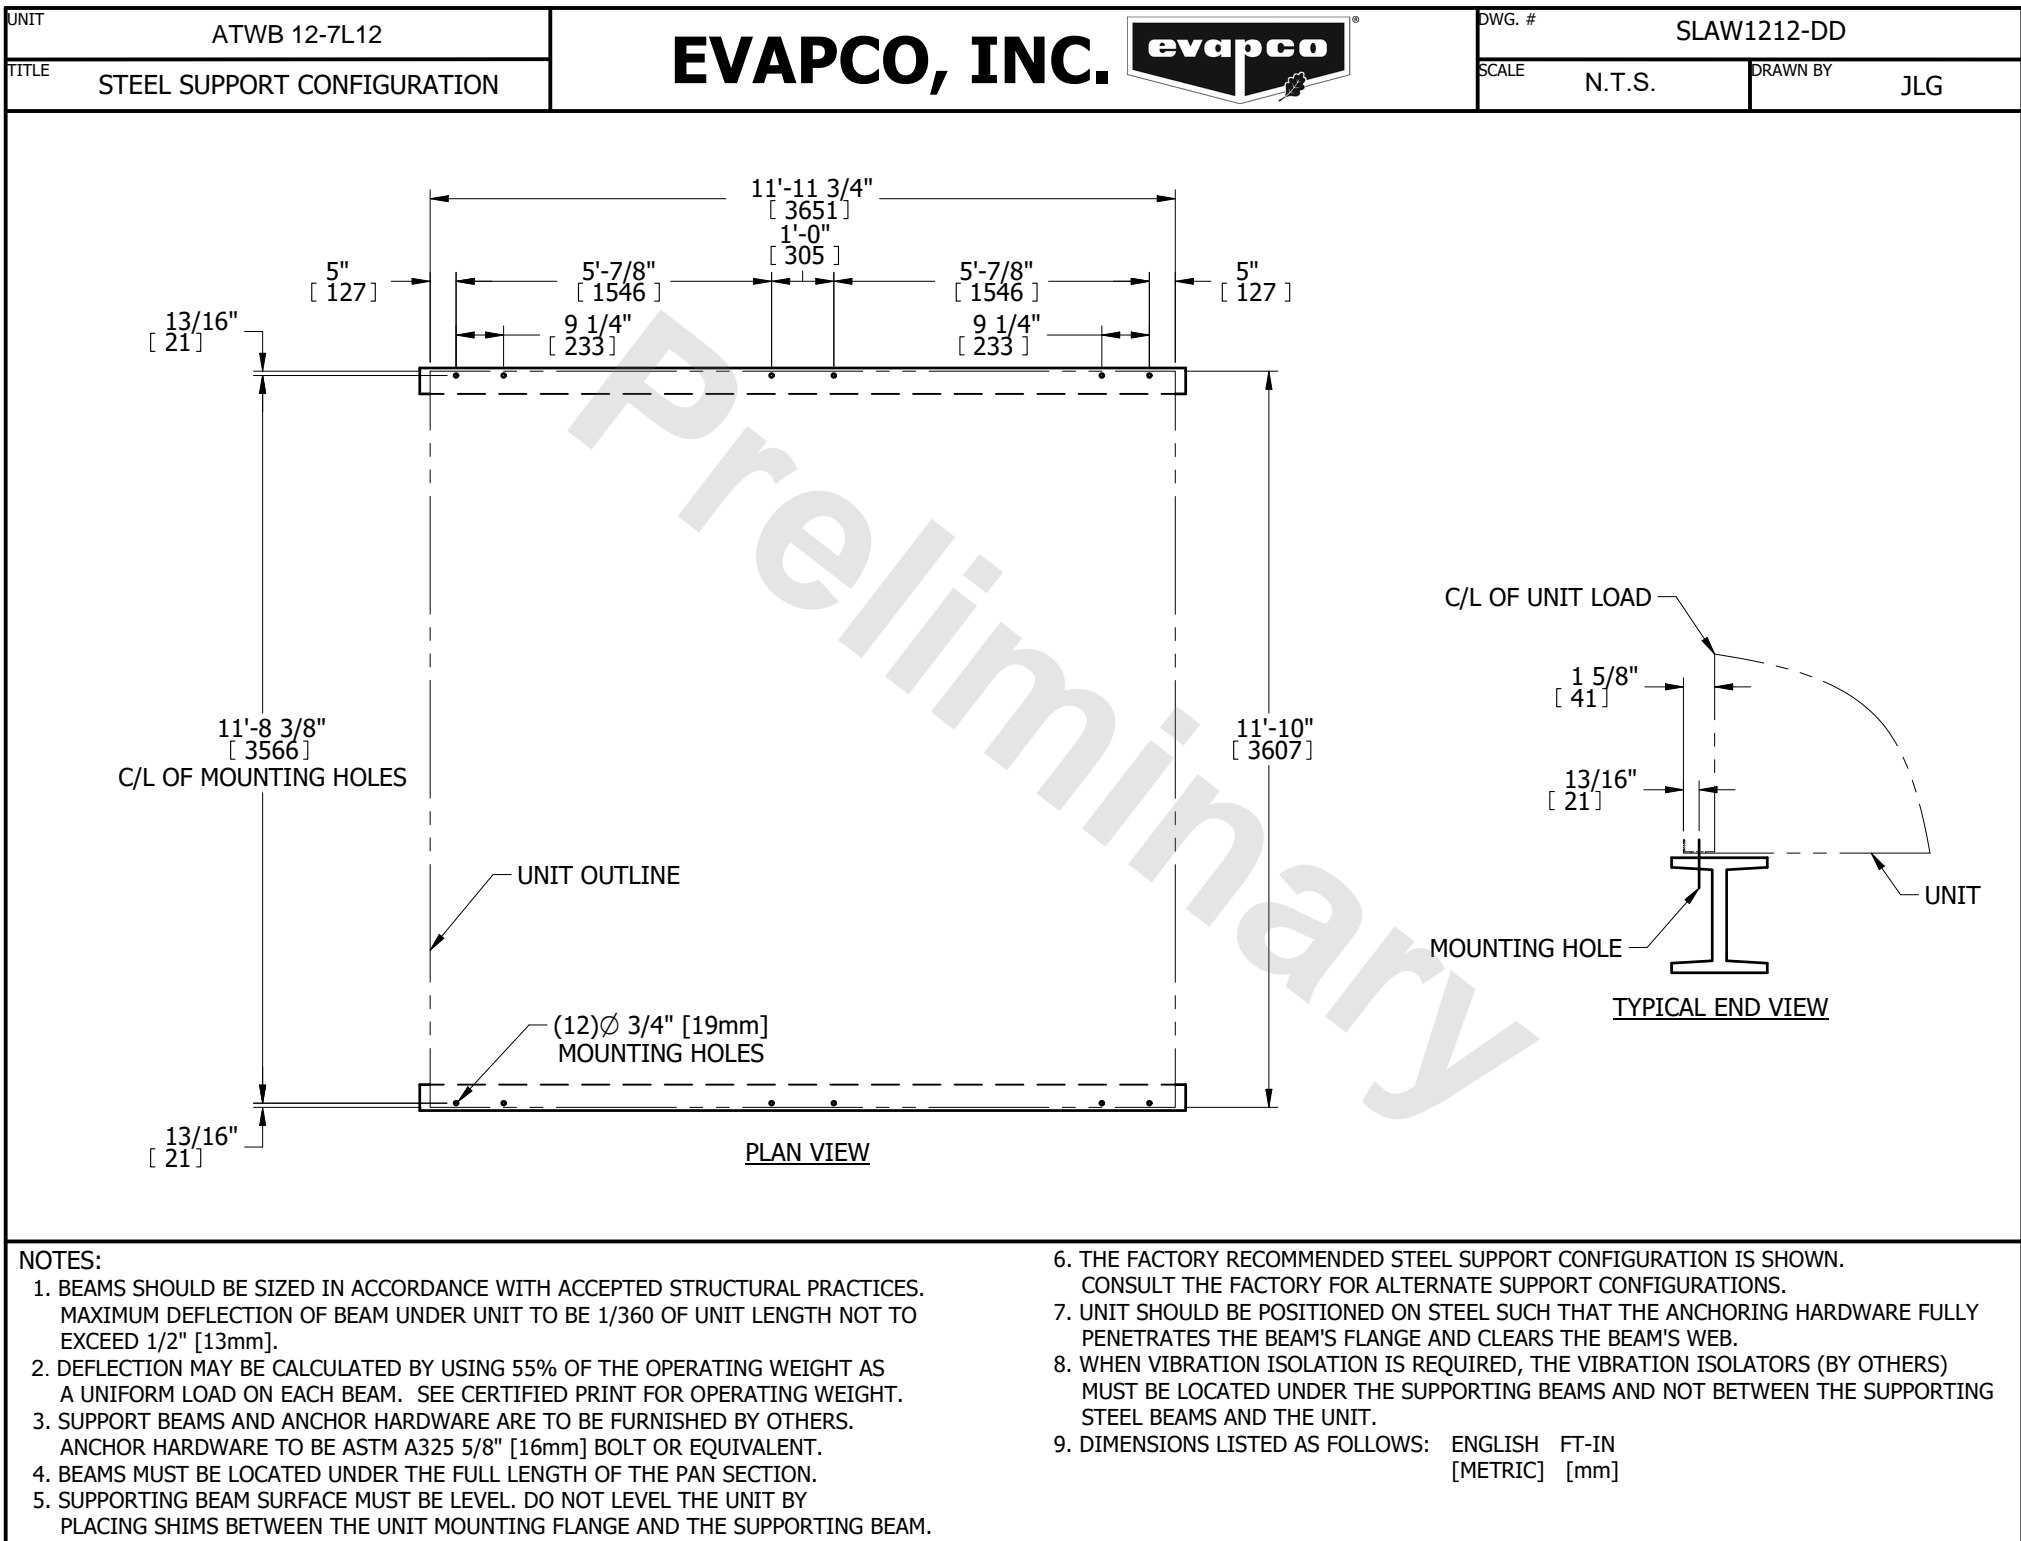 UNIT
ATWB 12-7L12
TITLE
STEEL SUPPORT CONFIGURATION
EVAPCO, INC.
evapco
®
DWG. #
SLAW1212-DD
SCALE
N.T.S.
DRAWN BY
JLG
11'-11 3/4"
[ 3651]
1'-0"
[ 305 ]
5"
[ 127]
5'-7/8"
[ 1546 ]
5'-7/8"
[ 1546 ]
5"
[ 127 ]
13/16"
[ 21]
9 1/4"
[ 233]
9 1/4"
[ 233 ]
11'-8 3/8"
[ 3566]
C/L OF MOUNTING HOLES
11'-10"
[ 3607]
UNIT OUTLINE
(12)∅ 3/4" [19mm]
MOUNTING HOLES
13/16"
[ 21]
PLAN VIEW
C/L OF UNIT LOAD
1 5/8"
[ 41]
13/16"
[ 21]
UNIT
MOUNTING HOLE
TYPICAL END VIEW
Preliminary
NOTES:
1. BEAMS SHOULD BE SIZED IN ACCORDANCE WITH ACCEPTED STRUCTURAL PRACTICES.
MAXIMUM DEFLECTION OF BEAM UNDER UNIT TO BE 1/360 OF UNIT LENGTH NOT TO
EXCEED 1/2" [13mm].
2. DEFLECTION MAY BE CALCULATED BY USING 55% OF THE OPERATING WEIGHT AS
A UNIFORM LOAD ON EACH BEAM. SEE CERTIFIED PRINT FOR OPERATING WEIGHT.
3. SUPPORT BEAMS AND ANCHOR HARDWARE ARE TO BE FURNISHED BY OTHERS.
ANCHOR HARDWARE TO BE ASTM A325 5/8" [16mm] BOLT OR EQUIVALENT.
4. BEAMS MUST BE LOCATED UNDER THE FULL LENGTH OF THE PAN SECTION.
5. SUPPORTING BEAM SURFACE MUST BE LEVEL. DO NOT LEVEL THE UNIT BY
PLACING SHIMS BETWEEN THE UNIT MOUNTING FLANGE AND THE SUPPORTING BEAM.
6. THE FACTORY RECOMMENDED STEEL SUPPORT CONFIGURATION IS SHOWN.
CONSULT THE FACTORY FOR ALTERNATE SUPPORT CONFIGURATIONS.
7. UNIT SHOULD BE POSITIONED ON STEEL SUCH THAT THE ANCHORING HARDWARE FULLY
PENETRATES THE BEAM'S FLANGE AND CLEARS THE BEAM'S WEB.
8. WHEN VIBRATION ISOLATION IS REQUIRED, THE VIBRATION ISOLATORS (BY OTHERS)
MUST BE LOCATED UNDER THE SUPPORTING BEAMS AND NOT BETWEEN THE SUPPORTING
STEEL BEAMS AND THE UNIT.
9. DIMENSIONS LISTED AS FOLLOWS: ENGLISH FT-IN
[METRIC] [mm]